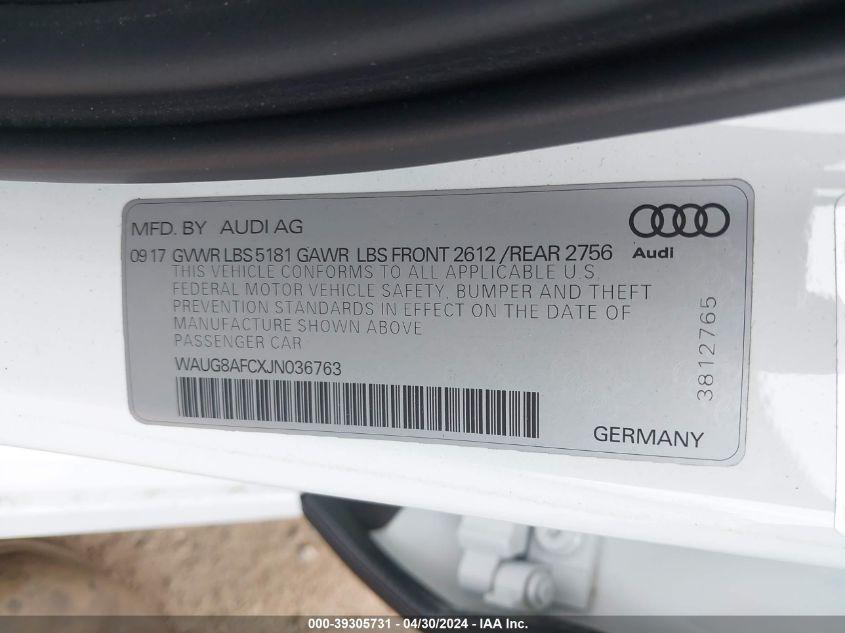 MFD. BY AUDI AG
Audi
09 17 GVWR LBS 5181 GAWR LBS FRONT 2612 /REAR 2756
THIS VEHICLE CONFORMS TO ALL APPLICABLE U.S.
FEDERAL MOTOR VEHICLE SAFETY, BUMPER AND THEFT
PREVENTION STANDARDS IN EFFECT ON THE DATE OF
MANUFACTURE SHOWN ABOVE
PASSENGER CAR
WAUG8AFCXJN036763
3812765
GERMANY
000-39305731 - 04/30/2024 - IAA Inc.